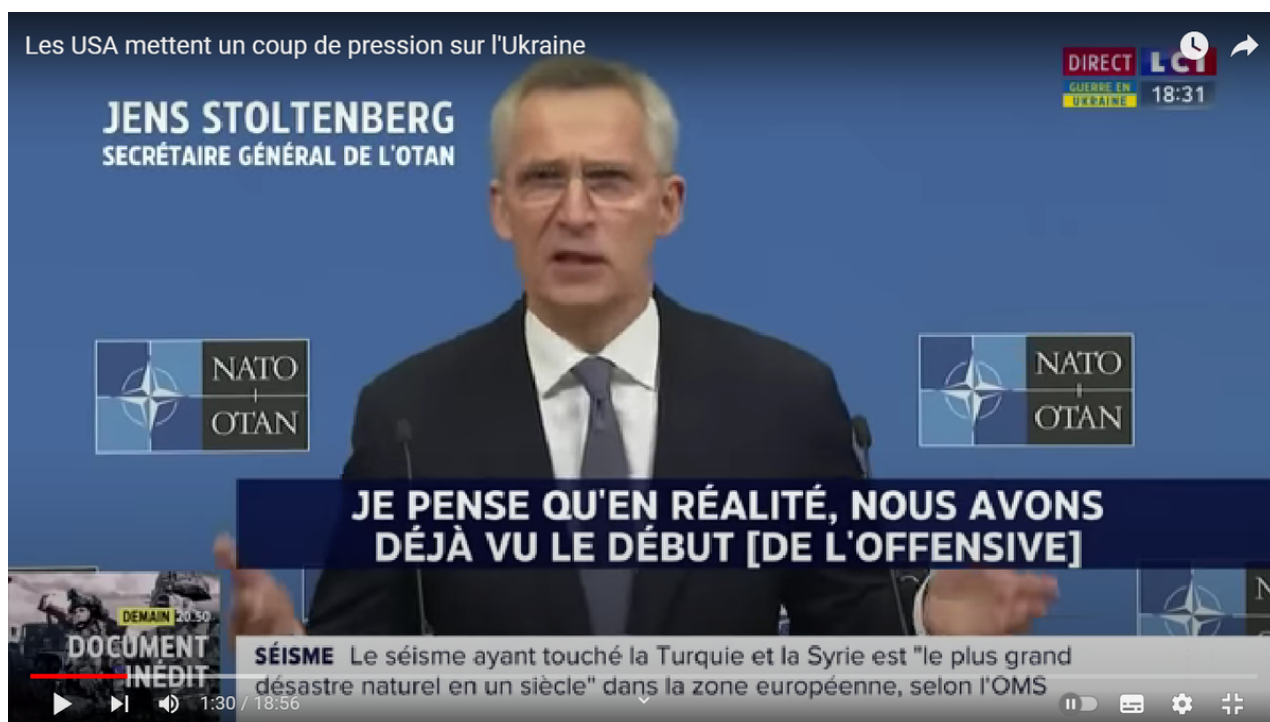 Les USA mettent un coup de pression sur l'Ukraine
DIRECT LCI
GUERRE EN
UKRAINE
18:31
JENS STOLTENBERG
SECRÉTAIRE GÉNÉRAL DE L'OTAN
NATO
OTAN
NATO
OTAN
JE PENSE QU'EN RÉALITÉ, NOUS AVONS
DÉJÀ VU LE DÉBUT [DE L'OFFENSIVE]
N
DEMAIN 20.50
DOCUMENT
INÉDIT
SÉISME Le séisme ayant touché la Turquie et la Syrie est "le plus grand
désastre naturel en un siècle" dans la zone européenne, selon l'OMS
1:30 / 18:56